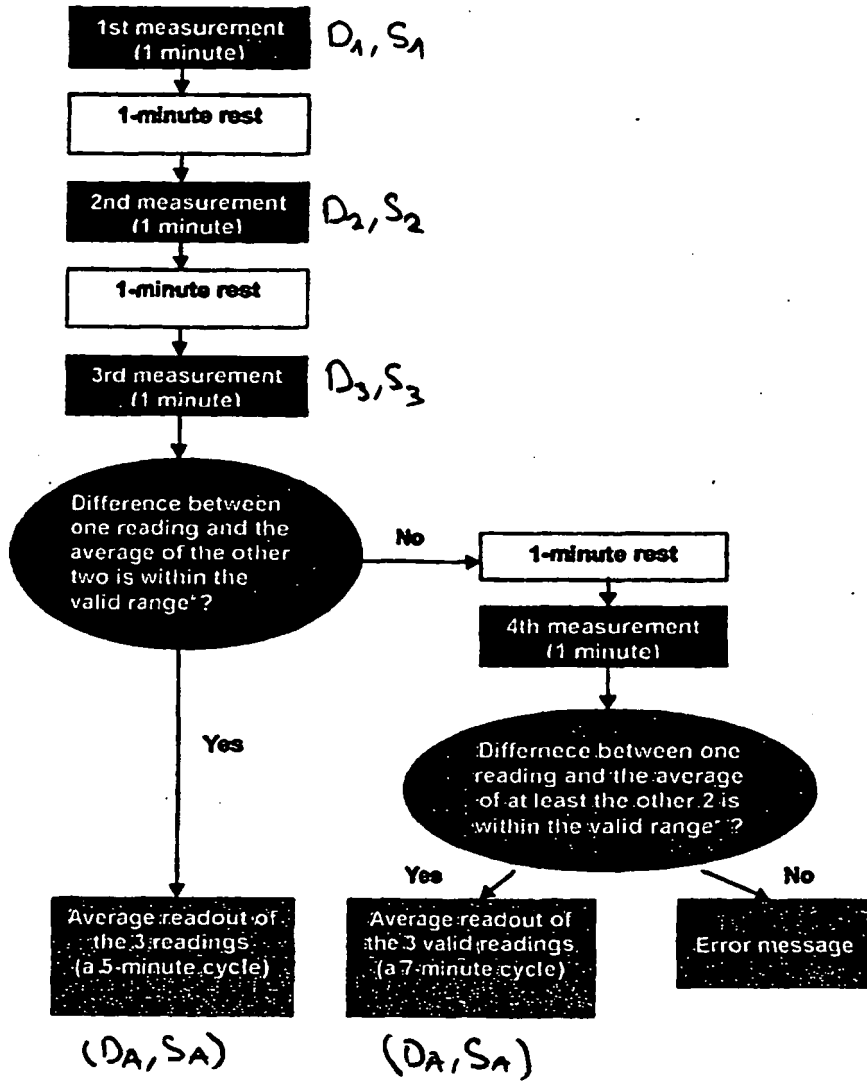 1st measurement
(1 minute)
D₁, S₁
1-minute rest
2nd measurement
(1 minute)
D₂, S₂
1-minute rest
3rd measurement
(1 minute)
D₃, S₃
Difference between
one reading and the
average of the other
two is within the
valid range*?
No
1-minute rest
4th measurement
(1 minute)
Yes
Differnece between one
reading and the average
of at least the other 2 is
within the valid range*?
Yes
No
Average readout of
the 3 readings
(a 5-minute cycle)
Average readout of
the 3 valid readings
(a 7-minute cycle)
Error message
(D_A, S_A)
(D_A, S_A)